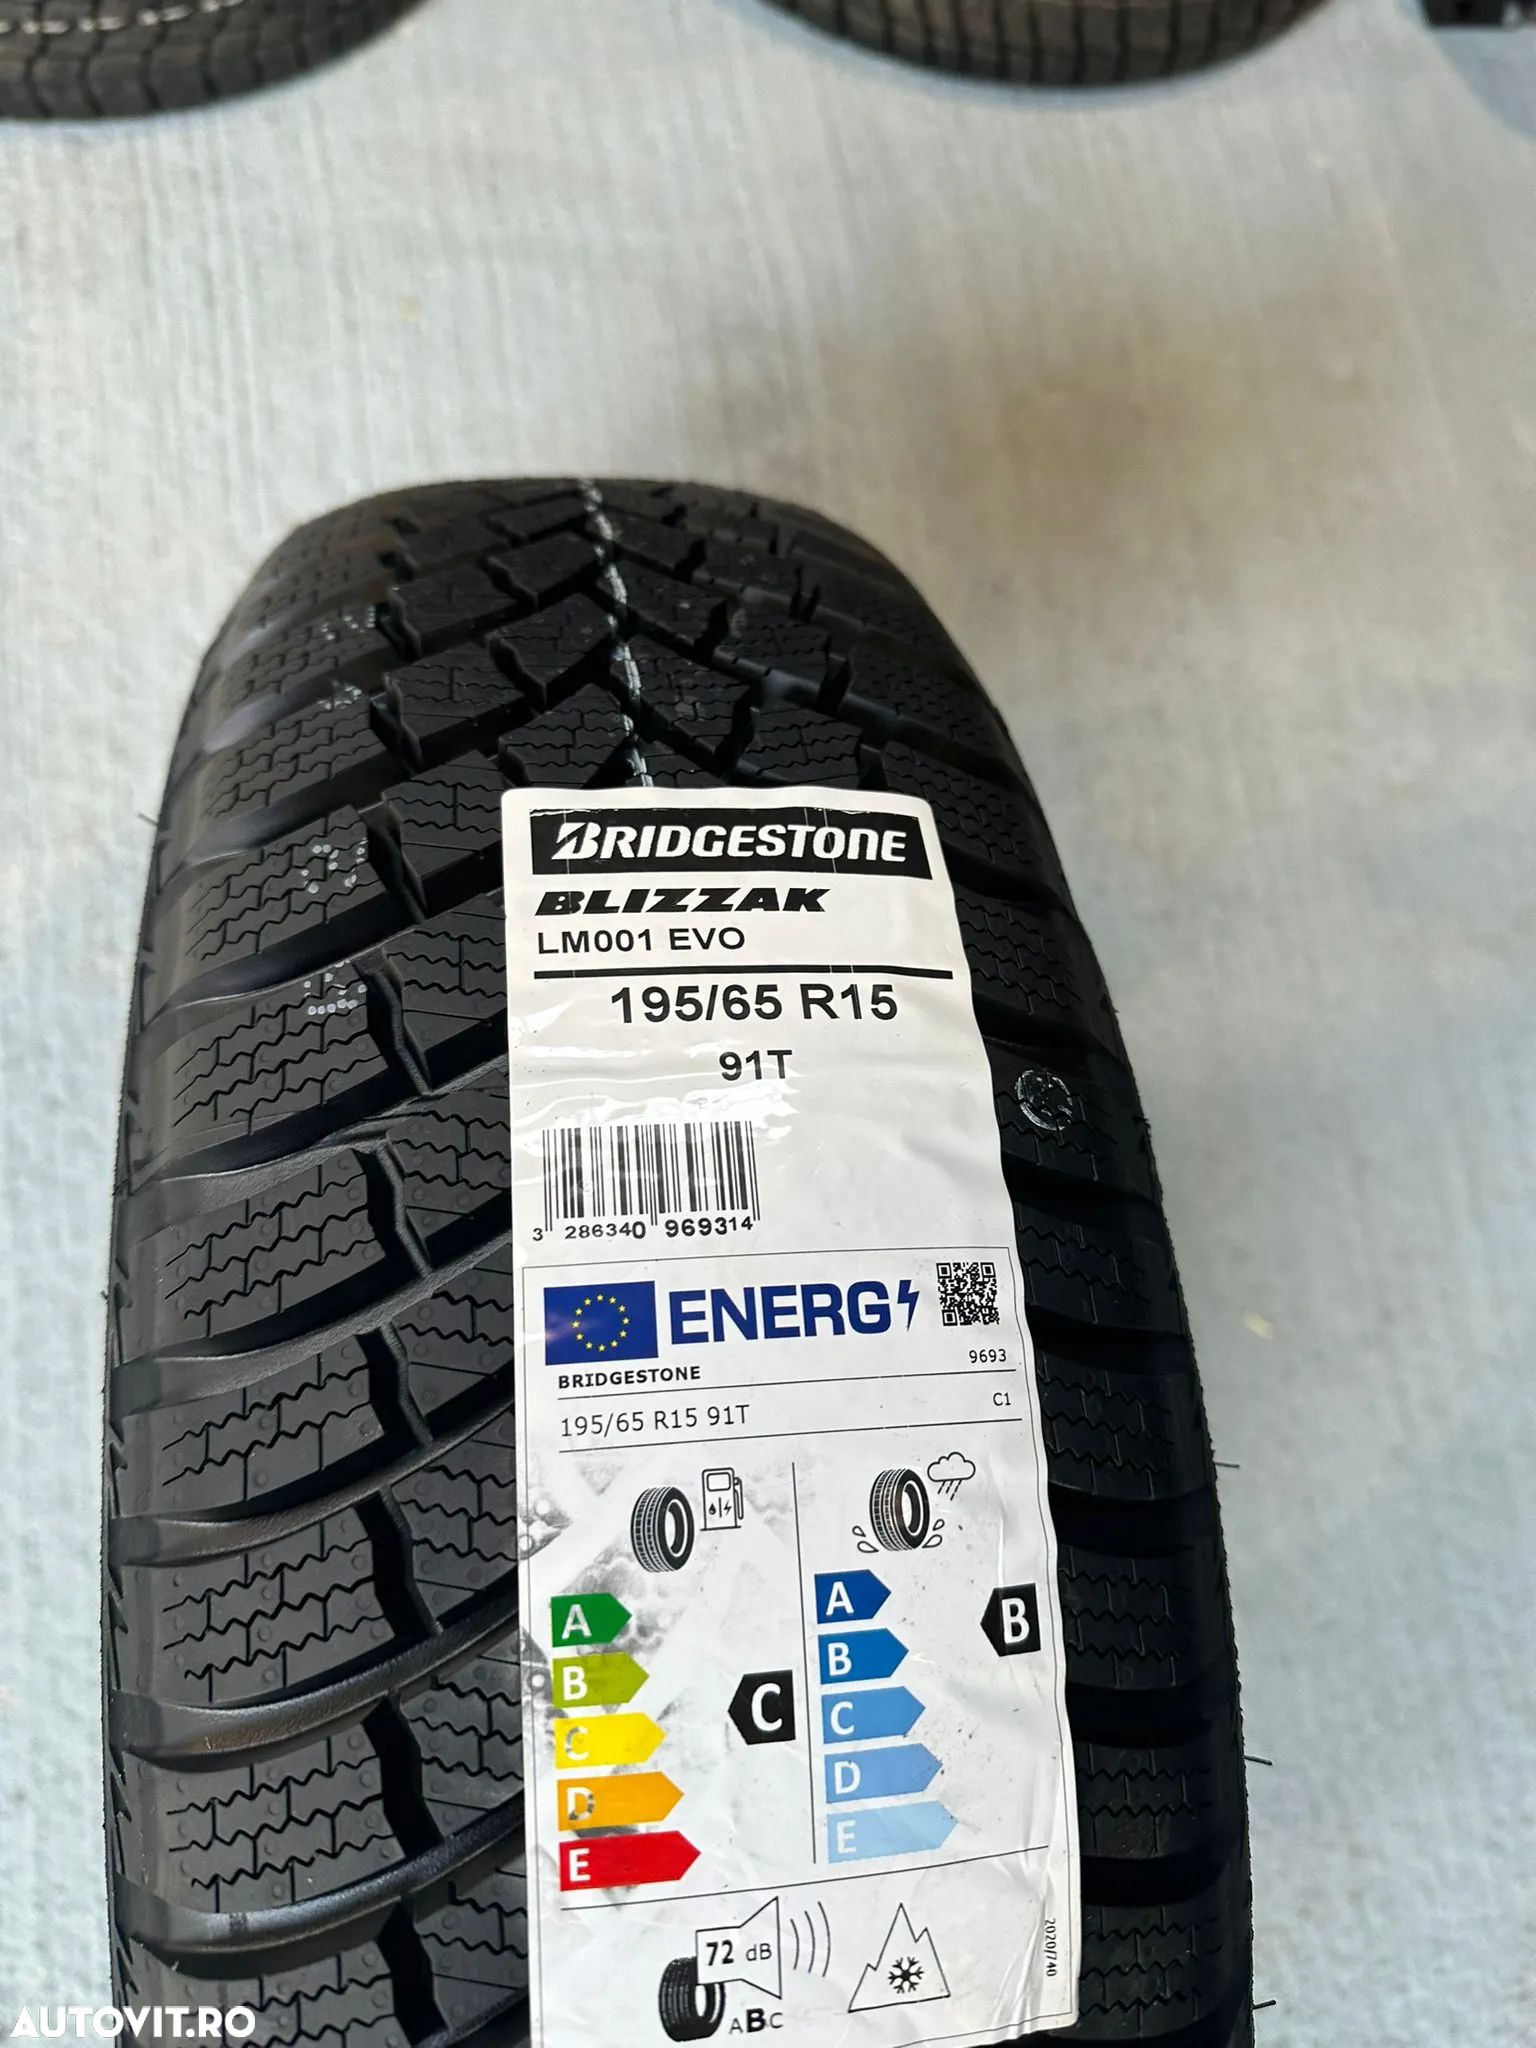 BRIDGESTONE
BLIZZAK
LM001 EVO
195/65 R15
91T
3 286340 969314
ENERG
BRIDGESTONE 9693
195/65 R15 91T C1
A
B
C
D
E
C
A
B
C
D
E
B
72 dB
ABC
2020/740
AUTOVIT.RO